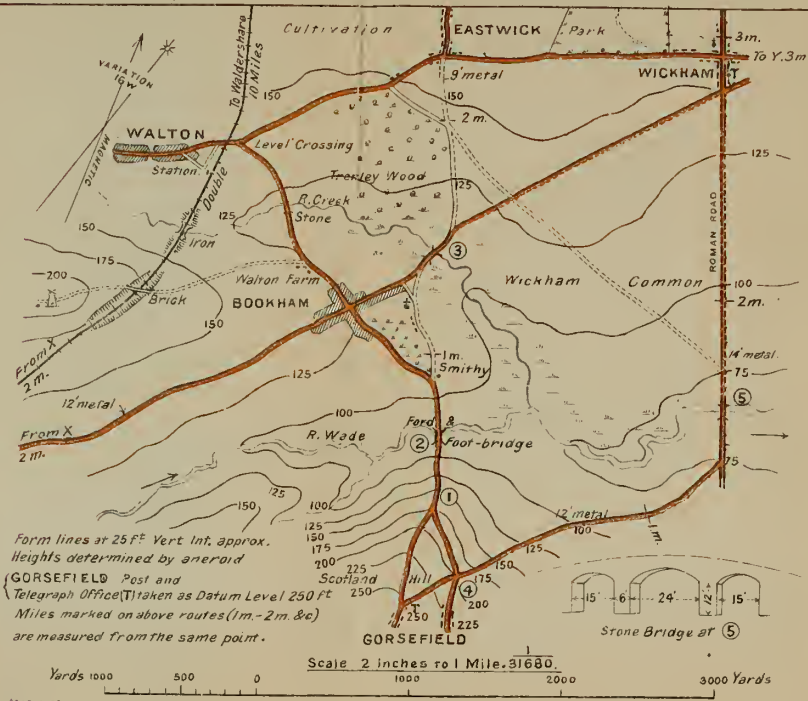 Cultivation
EASTWICK
Park
3m.
To Y. 3m
WICKHAM T
VARIATION
16 W
MAGNETIC
To Waldershare
10 Miles
9' metal
150
150
2 m.
WALTON
Level Crossing
Station
Double
Trerley Wood
125
125
R. Creek
Stone
125
150
Iron
175
200
Walton Farm
Brick
BOOKHAM
150
③
Wickham Common
ROMAN ROAD
100
2m.
From X
2 m.
1 m.
Smithy
14' metal
75
125
12' metal
100
⑤
From X
2 m.
R. Wade
Ford &
② Foot-bridge
75
①
12' metal
100
1 m.
125
150
100
125
150
175
200
225
250
125
150
175
Scotland Hill
④
200
T
250
225
GORSEFIELD
Form lines at 25 ft Vert Int. approx.
Heights determined by aneroid
GORSEFIELD Post and
Telegraph Office (T) taken as Datum Level 250 ft
Miles marked on above routes (1m.-2m. &c)
are measured from the same point.
15' 6' 24' 12' 15'
Stone Bridge at ⑤
Scale 2 inches to 1 Mile. 1/31680.
Yards 1000 500 0 1000 2000 3000 Yards